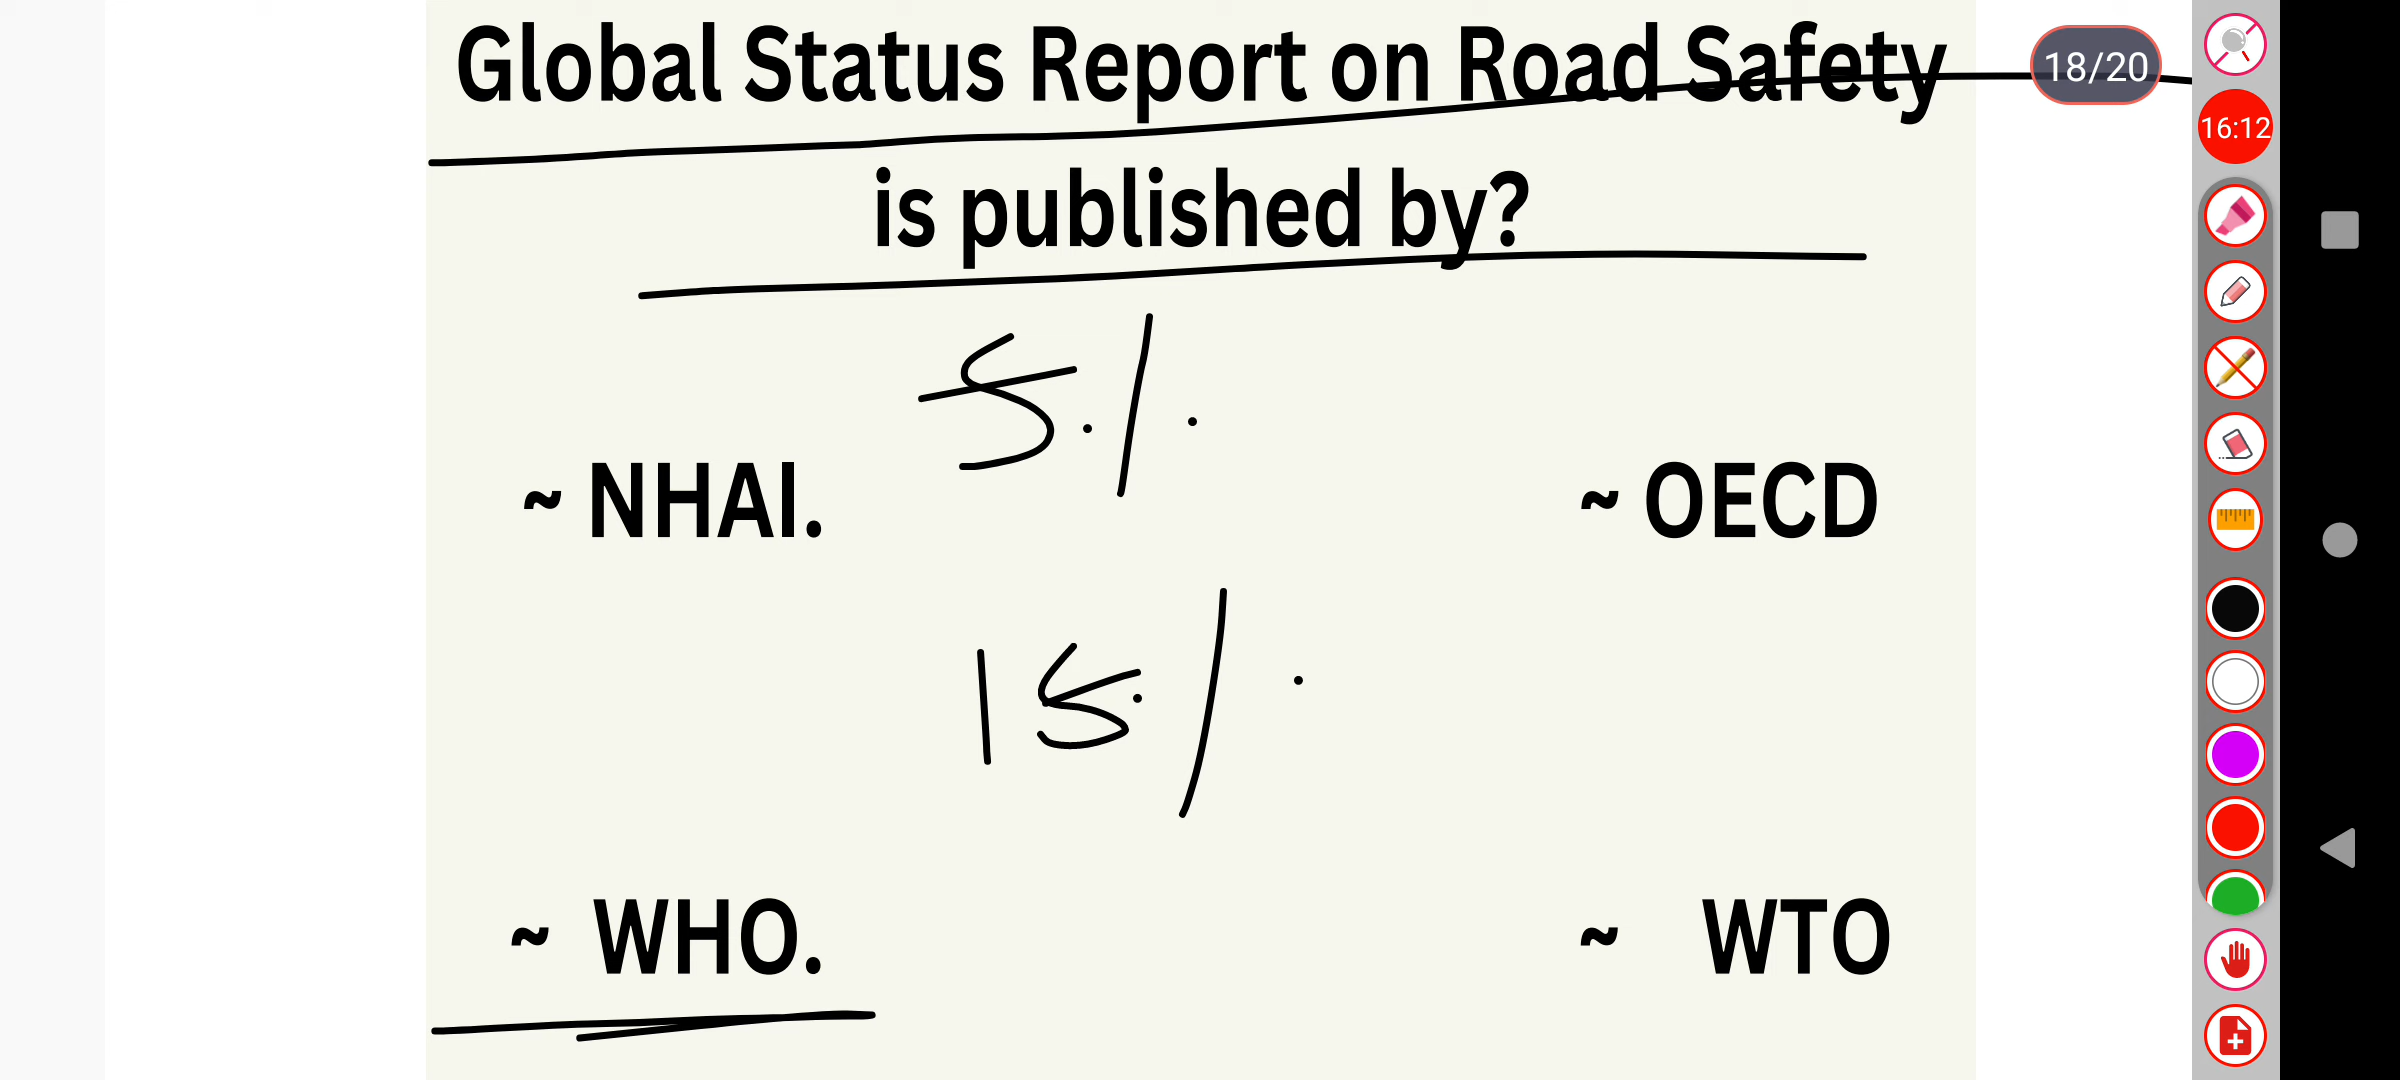 Global Status Report on Road Safety
18/20
16:12
is published by?
5.%.
~ NHAI.
~ OECD
15%.
~ WHO.
~ WTO